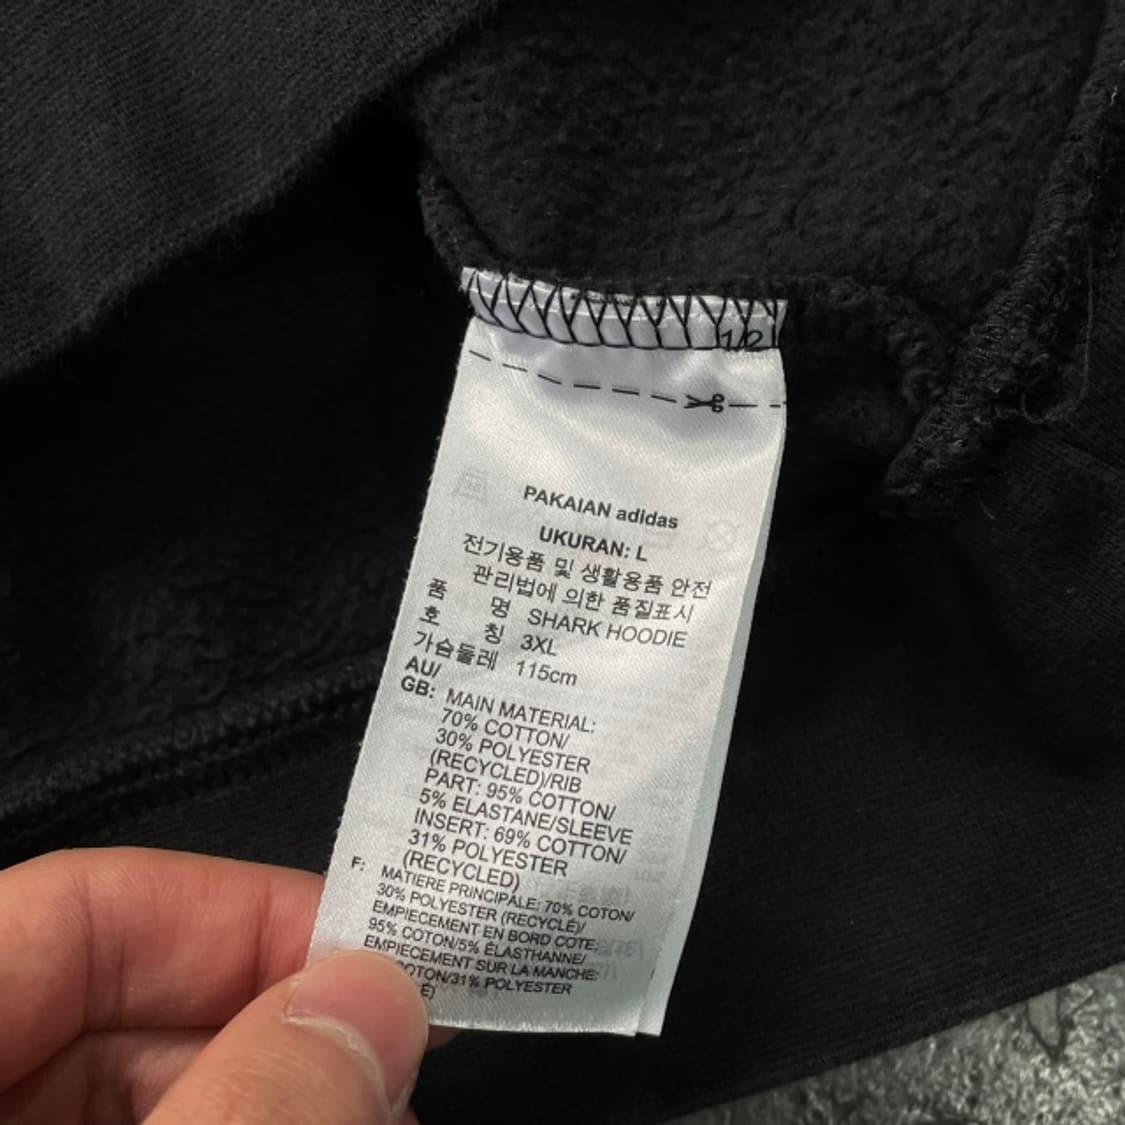 1/2
PAKAIAN adidas
UKURAN: L
전기용품 및 생활용품 안전
관리법에 의한 품질표시
품 명 SHARK HOODIE
호 칭 3XL
가슴둘레 115cm
AU/
GB: MAIN MATERIAL:
70% COTTON/
30% POLYESTER
(RECYCLED)/RIB
PART: 95% COTTON/
5% ELASTANE/SLEEVE
INSERT: 69% COTTON/
31% POLYESTER
(RECYCLED)
F: MATIERE PRINCIPALE: 70% COTON/
30% POLYESTER (RECYCLÉ)/
EMPIECEMENT EN BORD COTE:
95% COTON/5% ÉLASTHANNE/
EMPIECEMENT SUR LA MANCHE:
COTON/31% POLYESTER